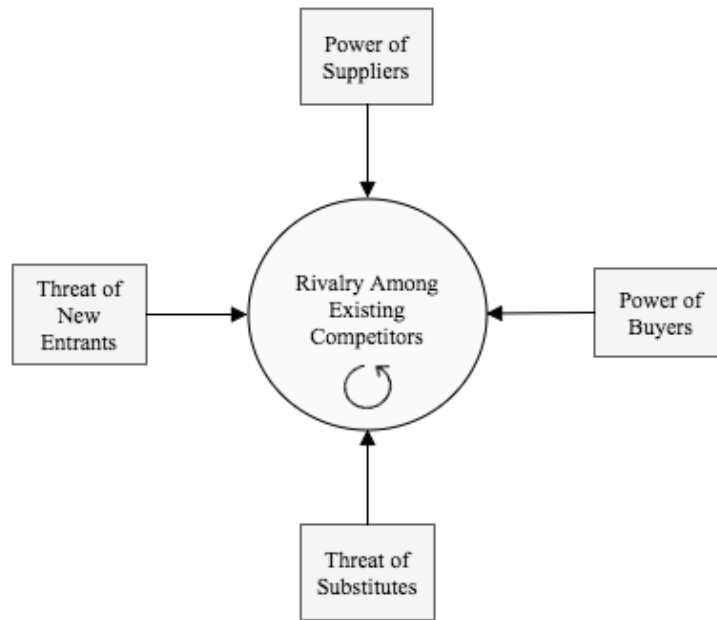 Power of
Suppliers
Threat of
New
Entrants
Rivalry Among
Existing
Competitors
Power of
Buyers
Threat of
Substitutes